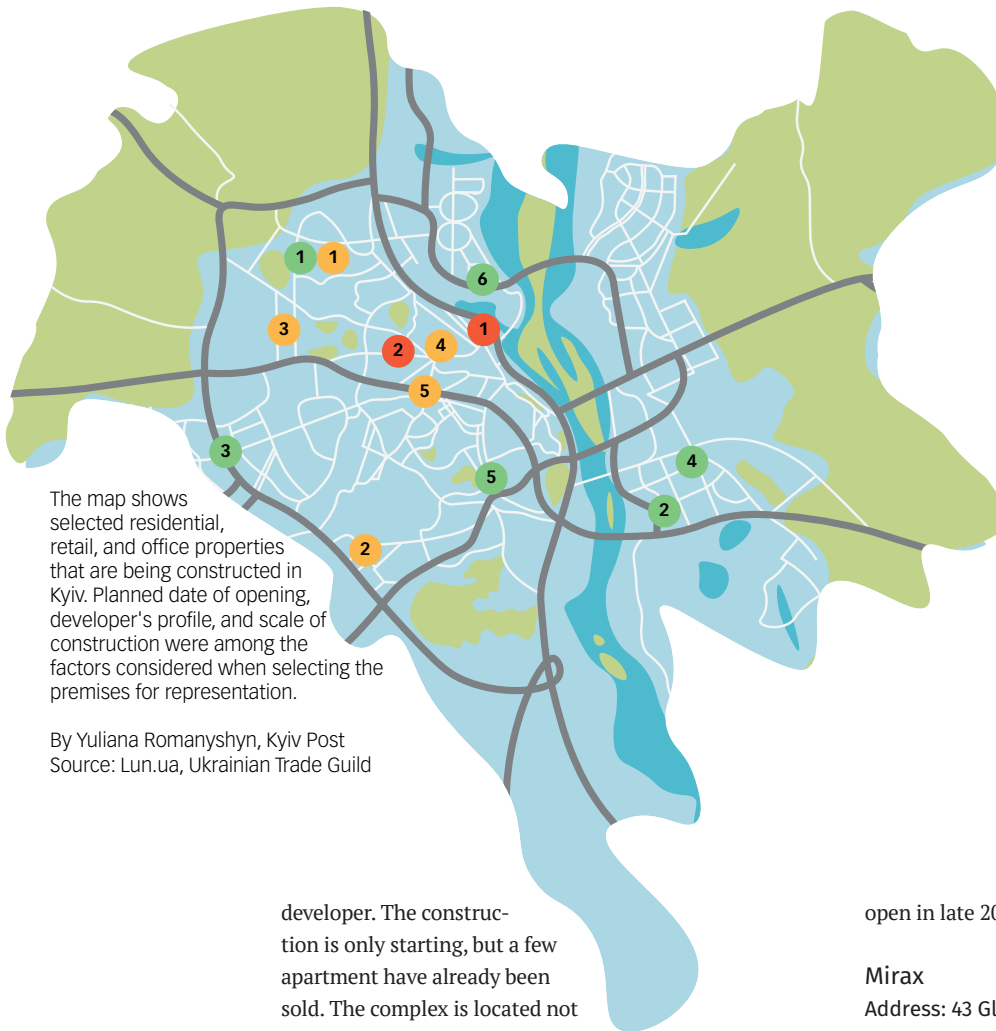 1
1
6
3
1
2
4
5
3
5
4
2
2
The map shows
selected residential,
retail, and office properties
that are being constructed in
Kyiv. Planned date of opening,
developer's profile, and scale of
construction were among the
factors considered when selecting the
premises for representation.
By Yuliana Romanyshyn, Kyiv Post
Source: Lun.ua, Ukrainian Trade Guild
developer. The construc-
tion is only starting, but a few
apartment have already been
sold. The complex is located not
open in late 20
Mirax
Address: 43 Gl